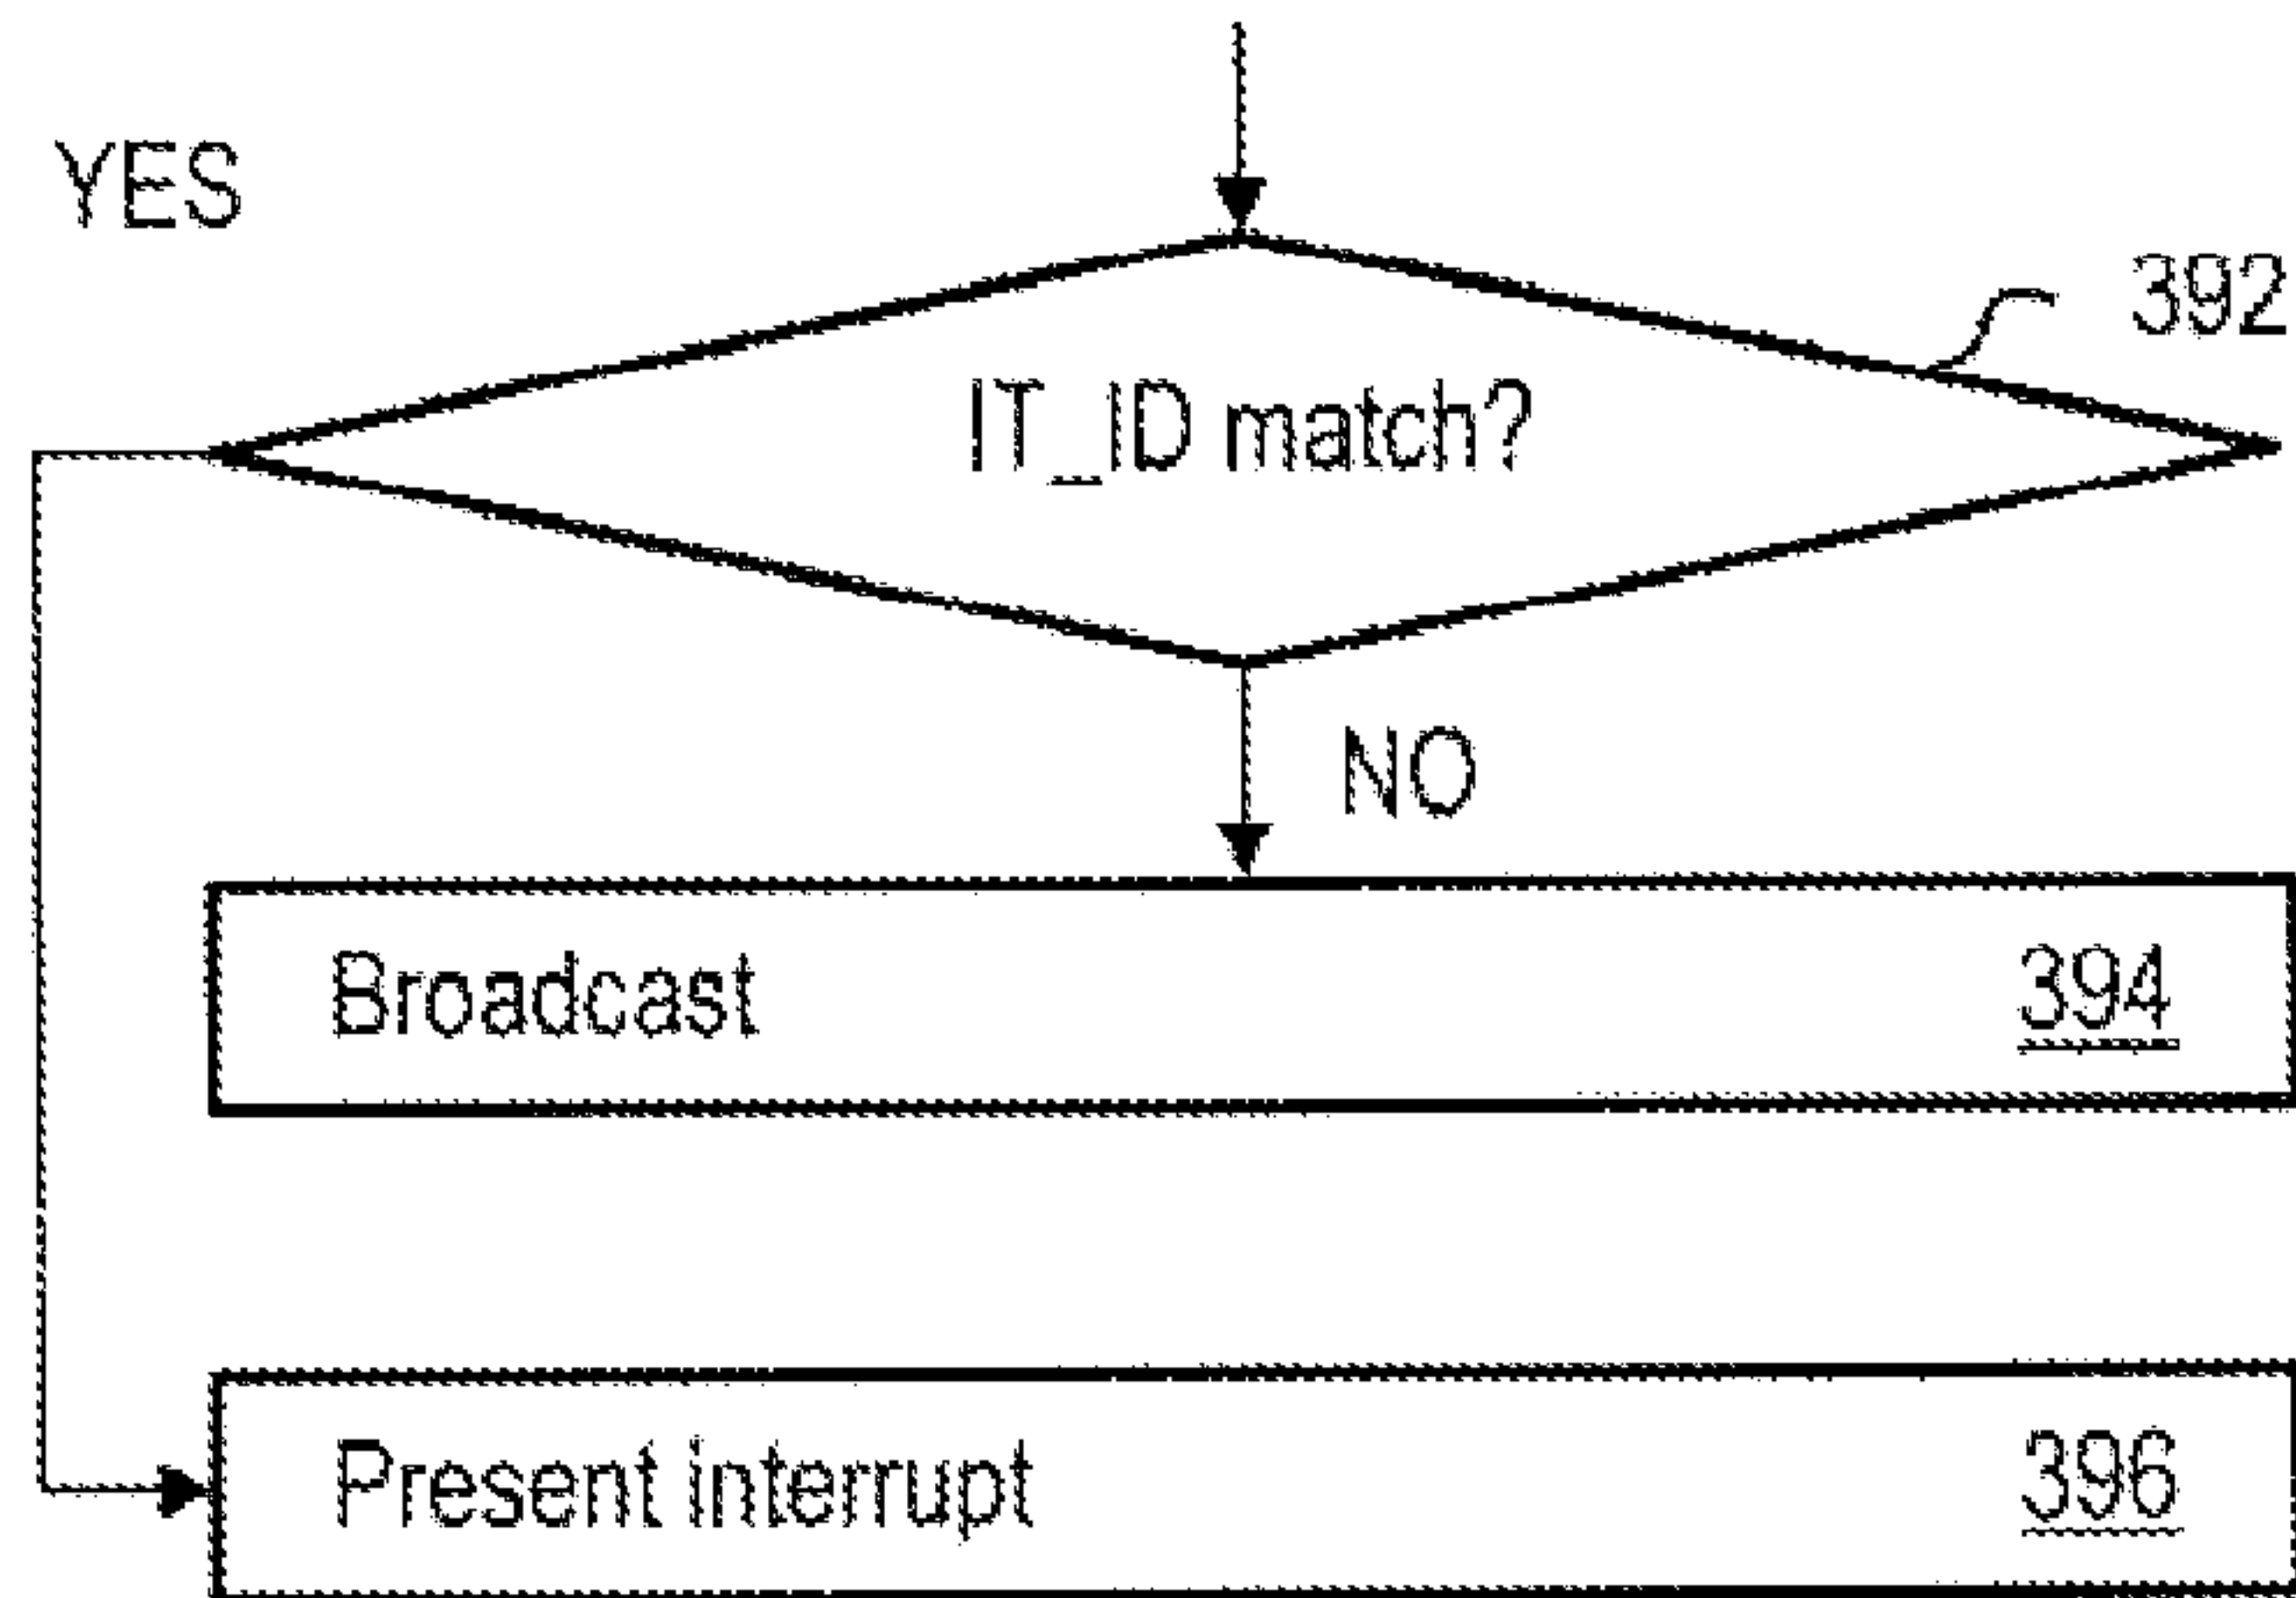 YES
392
IT_ID match?
NO
Broadcast 394
Present interrupt 396